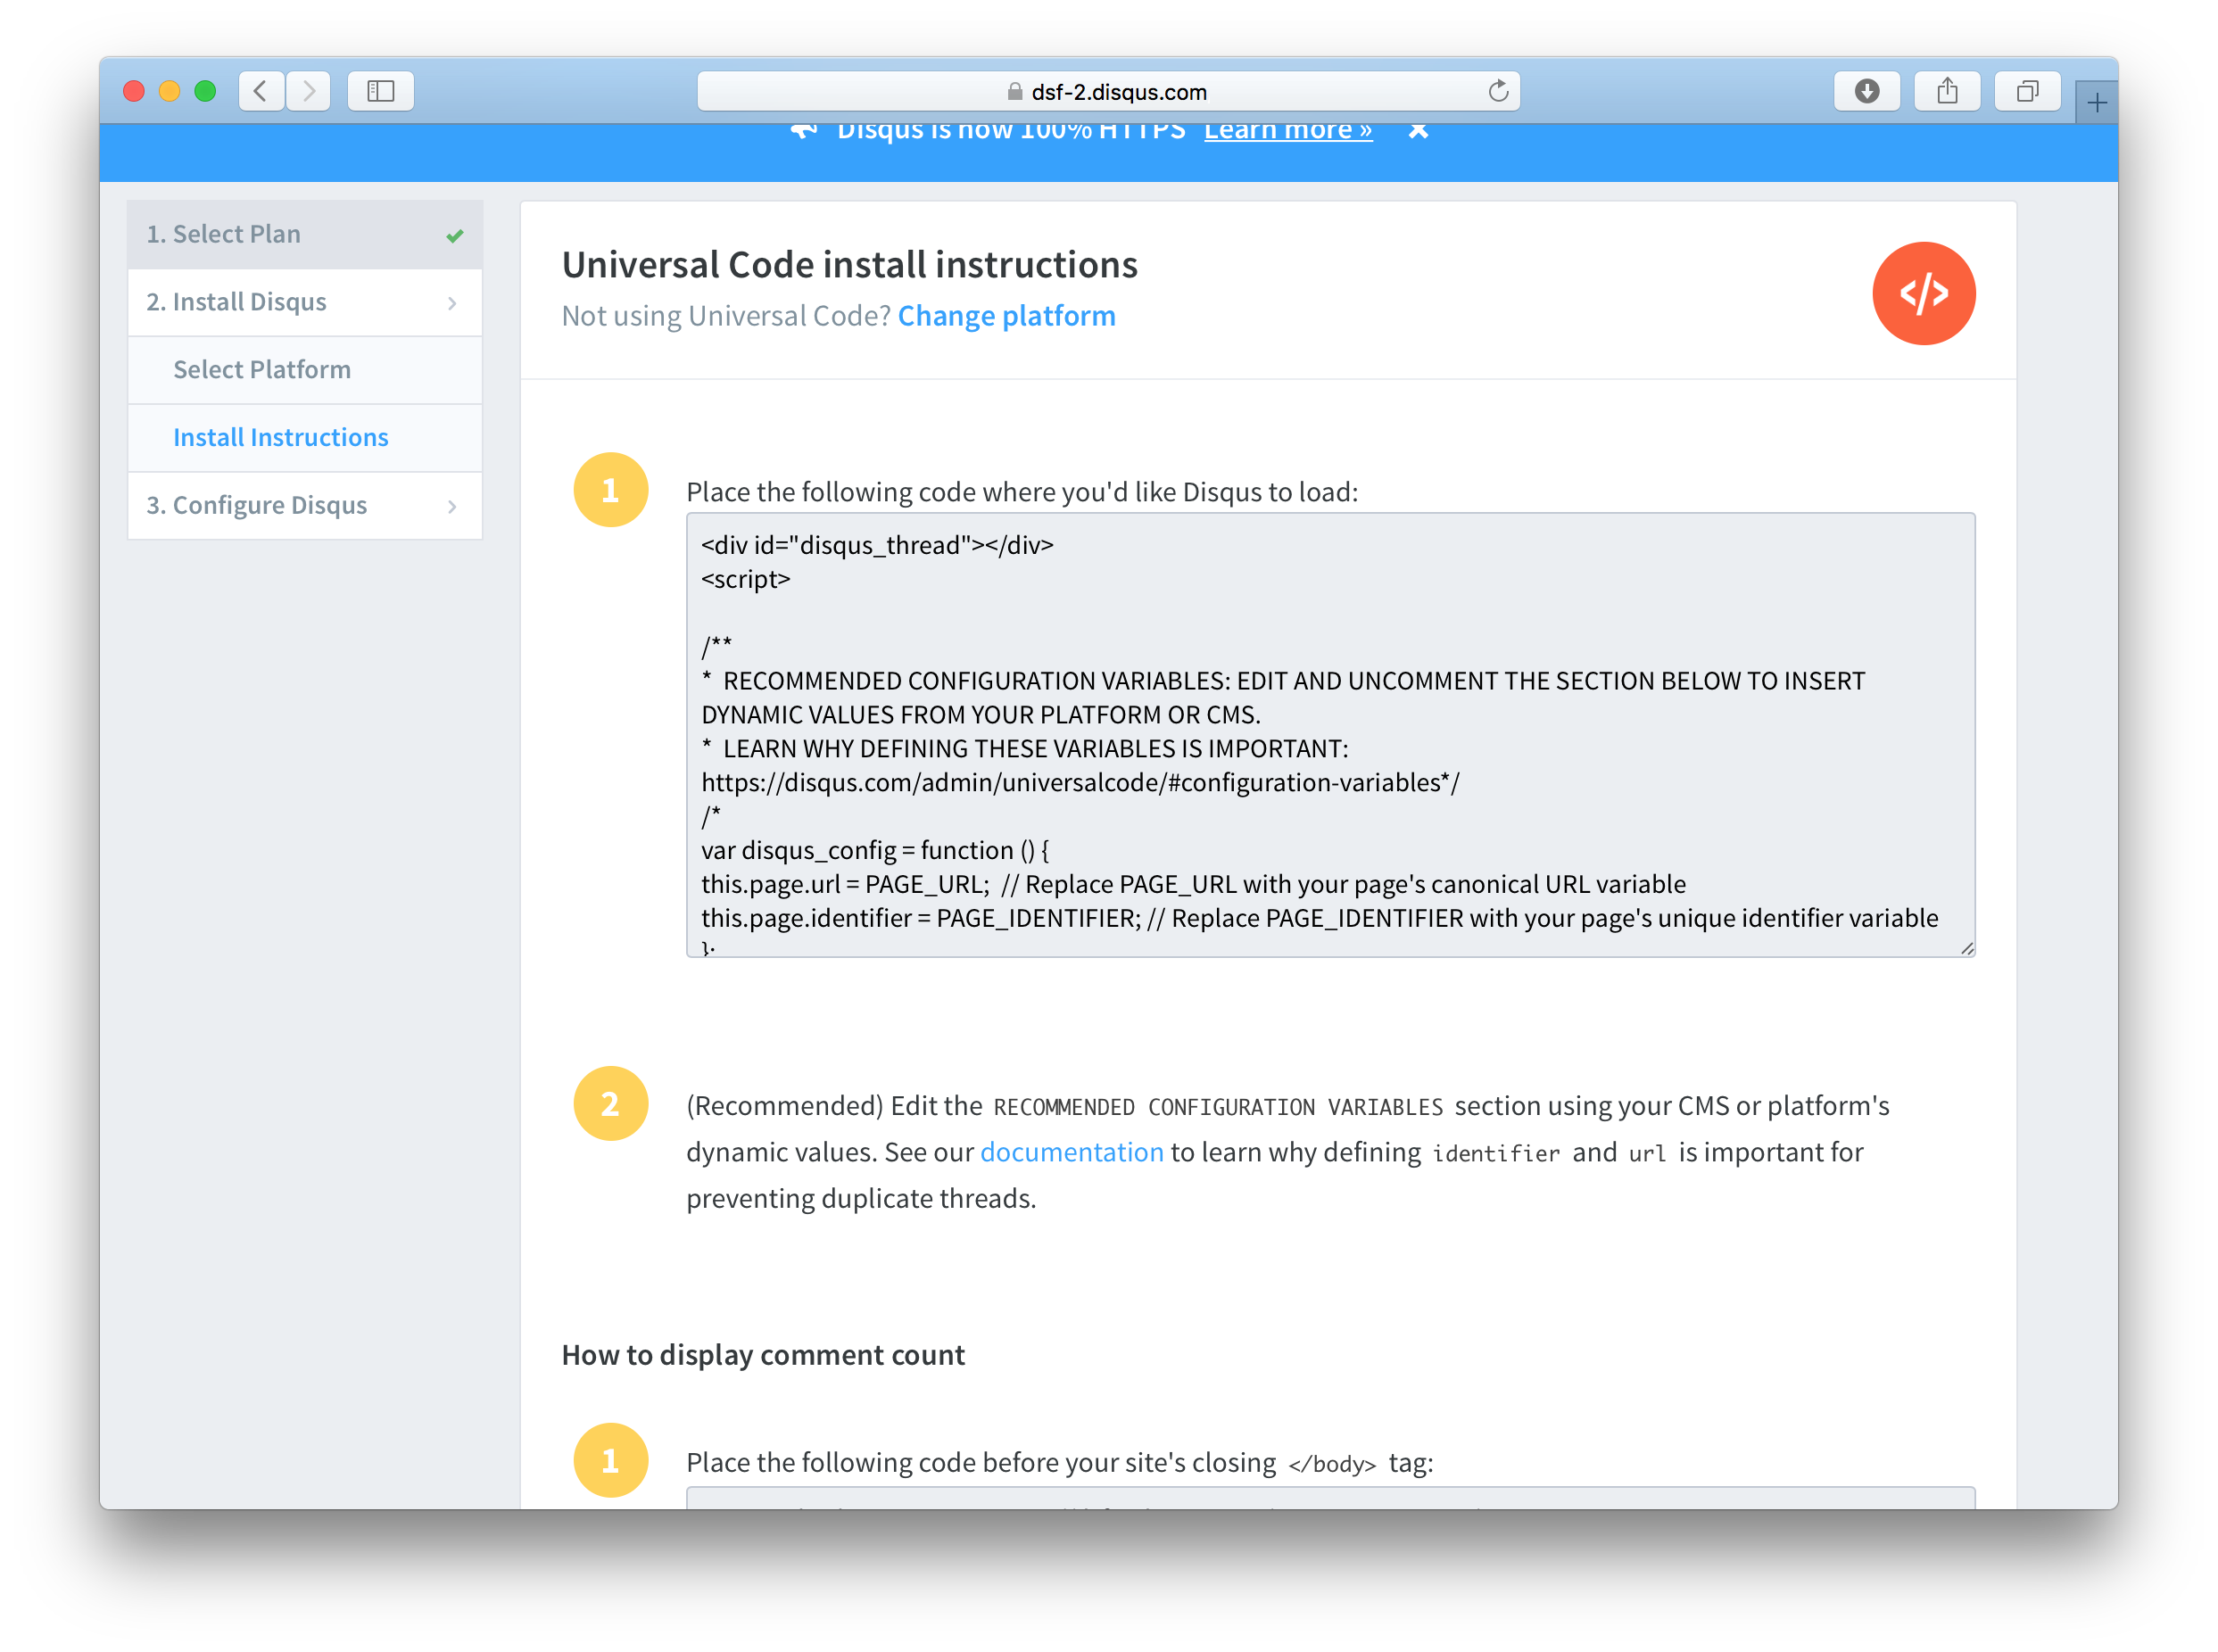 dsf-2.disqus.com
Disqus is now 100% HTTPS Learn more »
1. Select Plan
2. Install Disqus
Select Platform
Install Instructions
3. Configure Disqus
Universal Code install instructions
Not using Universal Code? Change platform
</>
1
Place the following code where you'd like Disqus to load:
<div id="disqus_thread"></div>
<script>
/**
*  RECOMMENDED CONFIGURATION VARIABLES: EDIT AND UNCOMMENT THE SECTION BELOW TO INSERT
DYNAMIC VALUES FROM YOUR PLATFORM OR CMS.
*  LEARN WHY DEFINING THESE VARIABLES IS IMPORTANT:
https://disqus.com/admin/universalcode/#configuration-variables*/
/*
var disqus_config = function () {
this.page.url = PAGE_URL;  // Replace PAGE_URL with your page's canonical URL variable
this.page.identifier = PAGE_IDENTIFIER; // Replace PAGE_IDENTIFIER with your page's unique identifier variable
};
2
(Recommended) Edit the RECOMMENDED CONFIGURATION VARIABLES section using your CMS or platform's
dynamic values. See our documentation to learn why defining identifier and url is important for
preventing duplicate threads.
How to display comment count
1
Place the following code before your site's closing </body> tag: